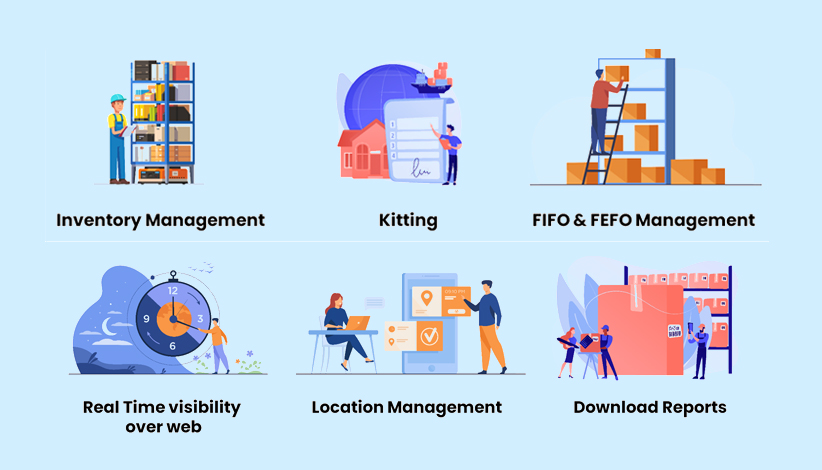 Inventory Management
Kitting
FIFO & FEFO Management
12
9
3
6
Real Time visibility
over web
Location Management
Download Reports